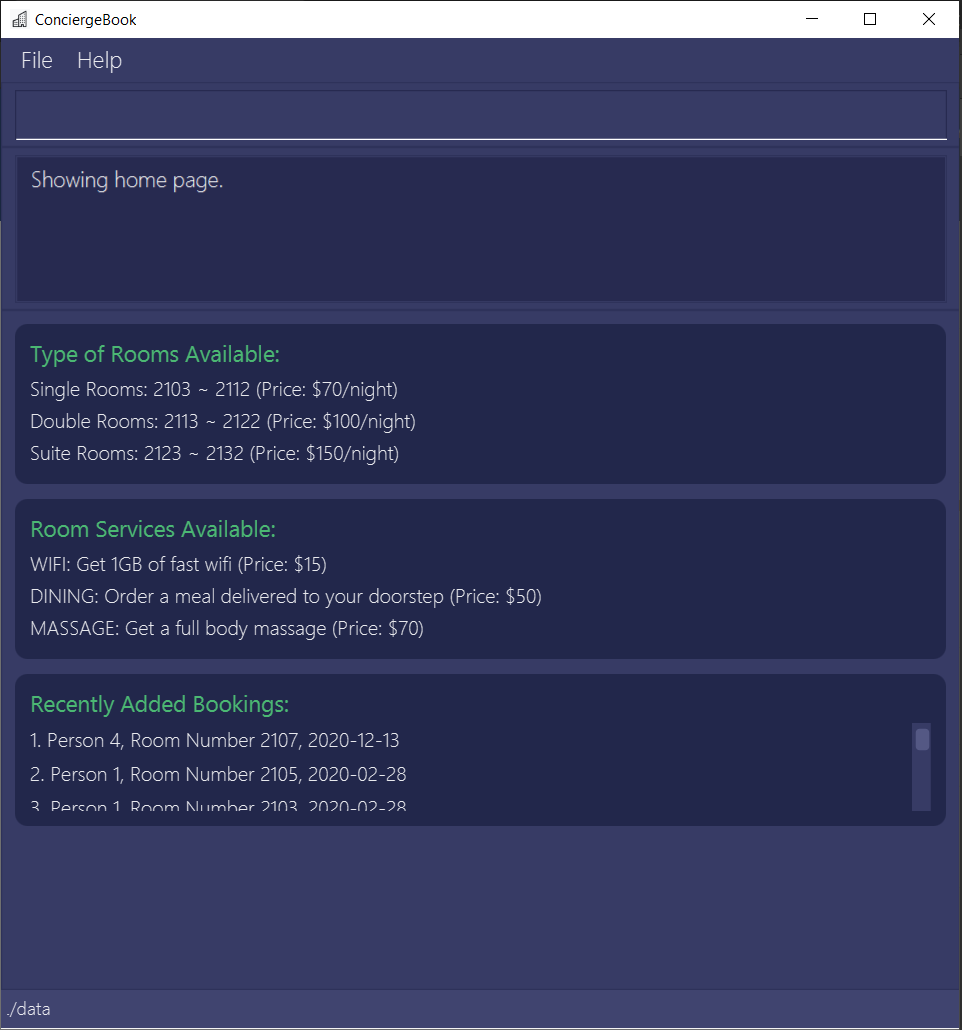 ConciergeBook
File Help
Showing home page.
Type of Rooms Available:
Single Rooms: 2103 ~ 2112 (Price: $70/night)
Double Rooms: 2113 ~ 2122 (Price: $100/night)
Suite Rooms: 2123 ~ 2132 (Price: $150/night)
Room Services Available:
WIFI: Get 1GB of fast wifi (Price: $15)
DINING: Order a meal delivered to your doorstep (Price: $50)
MASSAGE: Get a full body massage (Price: $70)
Recently Added Bookings:
1. Person 4, Room Number 2107, 2020-12-13
2. Person 1, Room Number 2105, 2020-02-28
3. Person 1, Room Number 2103, 2020-02-28
./data